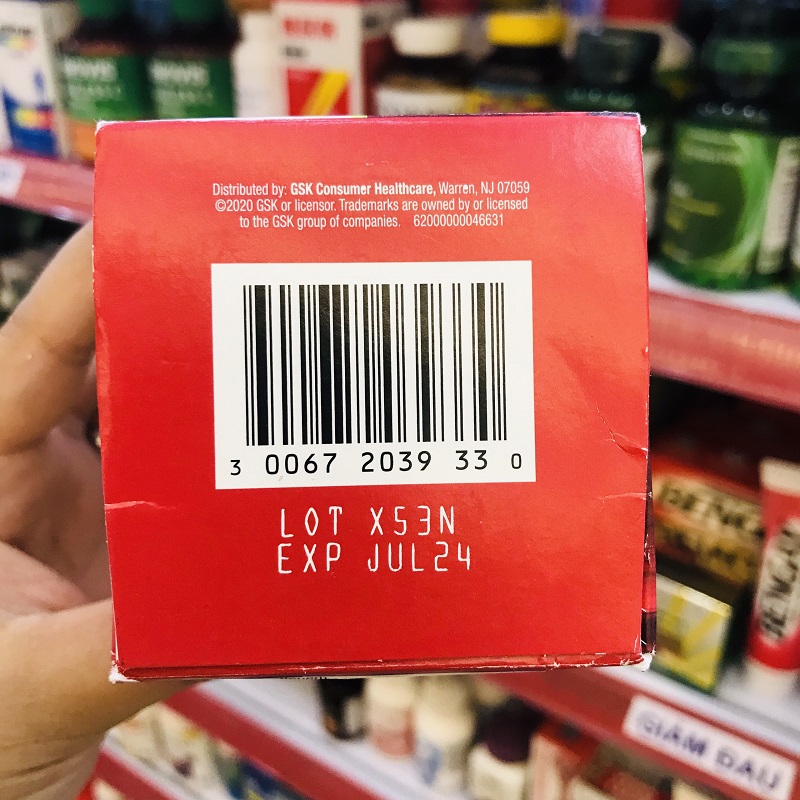 Distributed by: GSK Consumer Healthcare, Warren, NJ 07059
©2020 GSK or licensor. Trademarks are owned by or licensed
to the GSK group of companies. 62000000046631
3 0067 2039 33 0
LOT X53N
EXP JUL24
BENGAY
GIẢM ĐAU